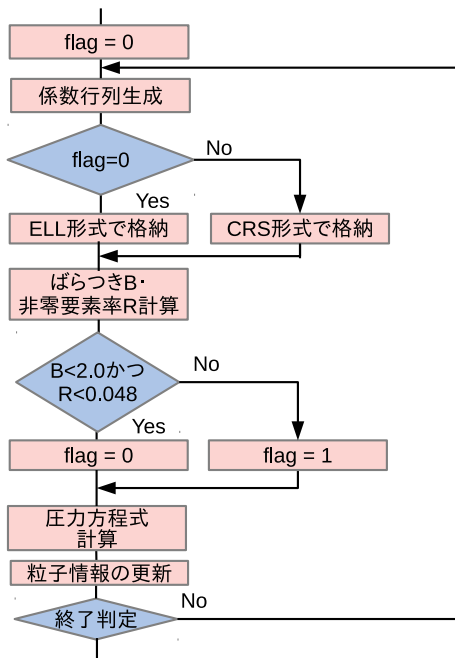 flag = 0
係数行列生成
flag=0
No
Yes
ELL形式で格納
CRS形式で格納
ばらつきB・
非零要素率R計算
B<2.0かつ
R<0.048
No
Yes
flag = 0
flag = 1
圧力方程式
計算
粒子情報の更新
終了判定
No